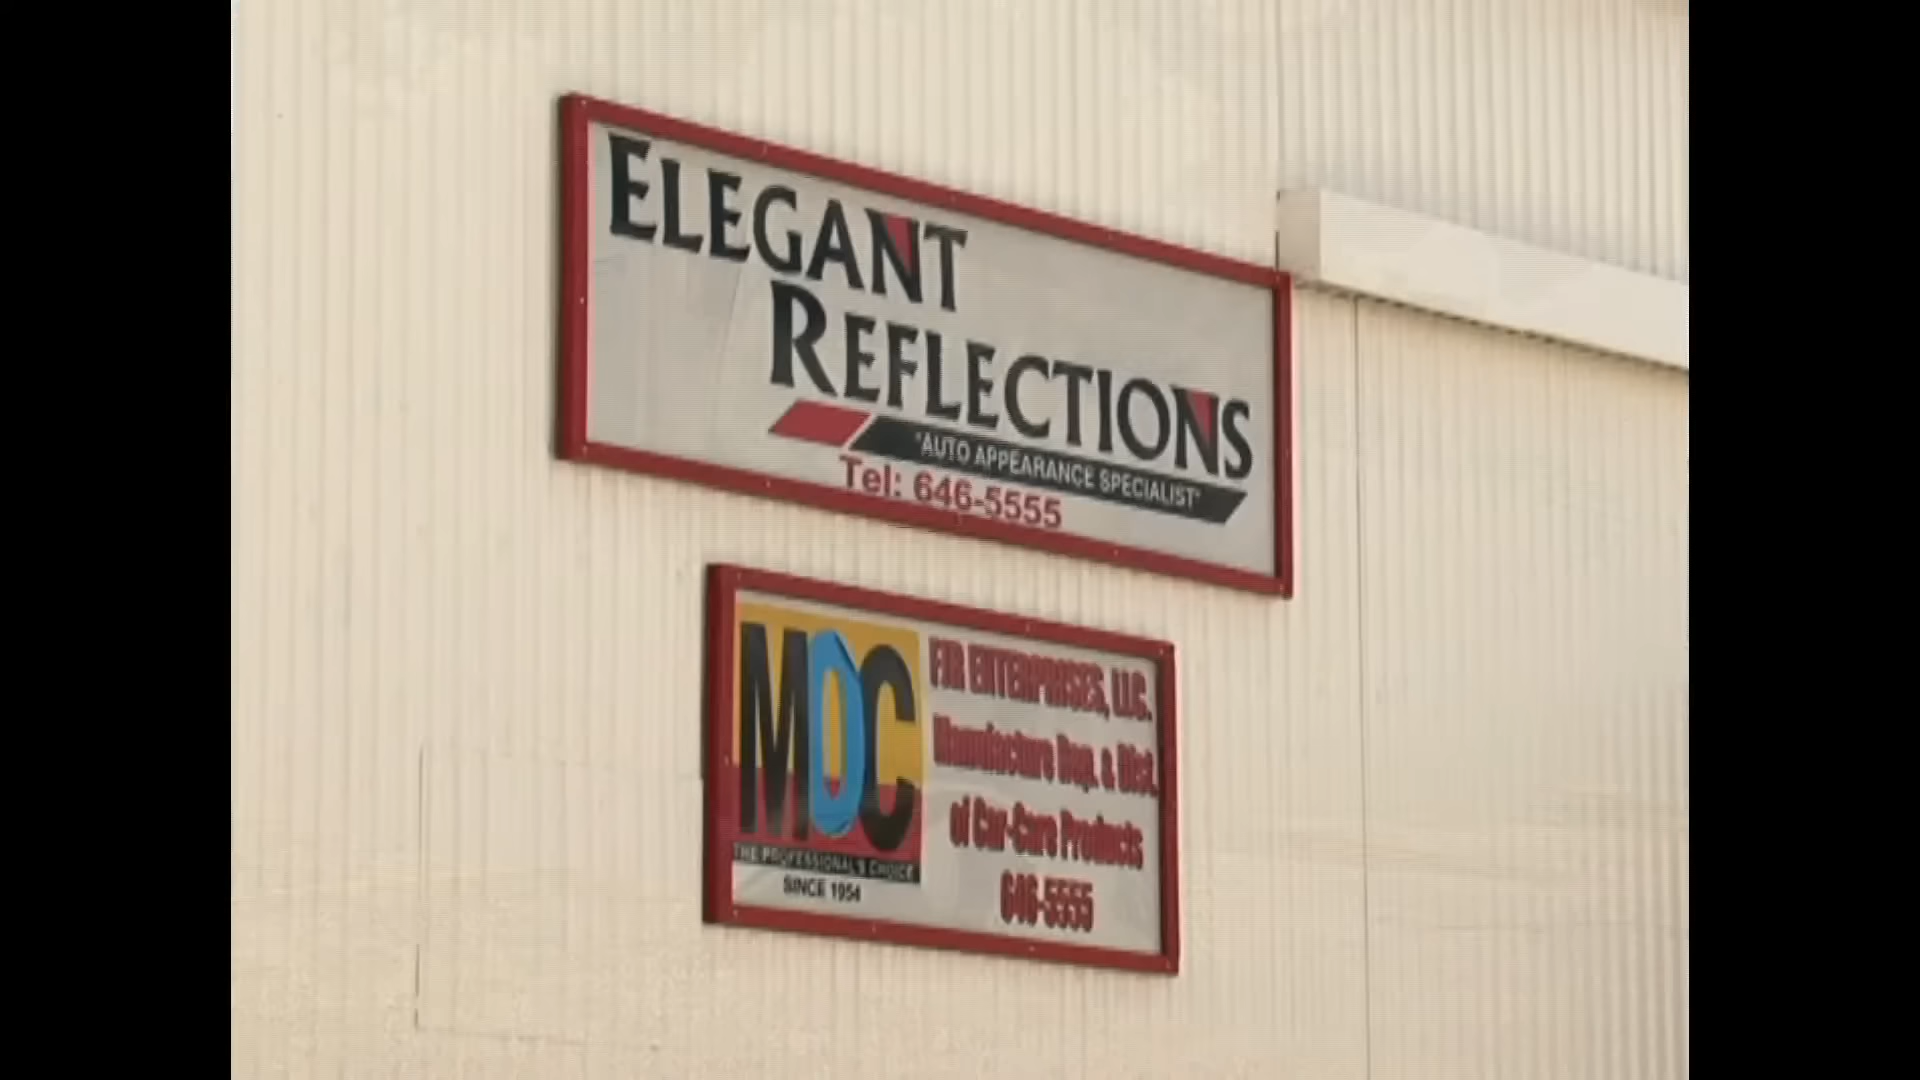 ELEGANT
REFLECTIONS
"AUTO APPEARANCE SPECIALIST"
Tel: 646-5555
MDC
THE PROFESSIONAL'S CHOICE
SINCE 1954
ENTERPRISES, LLC.
Manufacture Rep. & Dist.
of Car-Care Products
646-5555